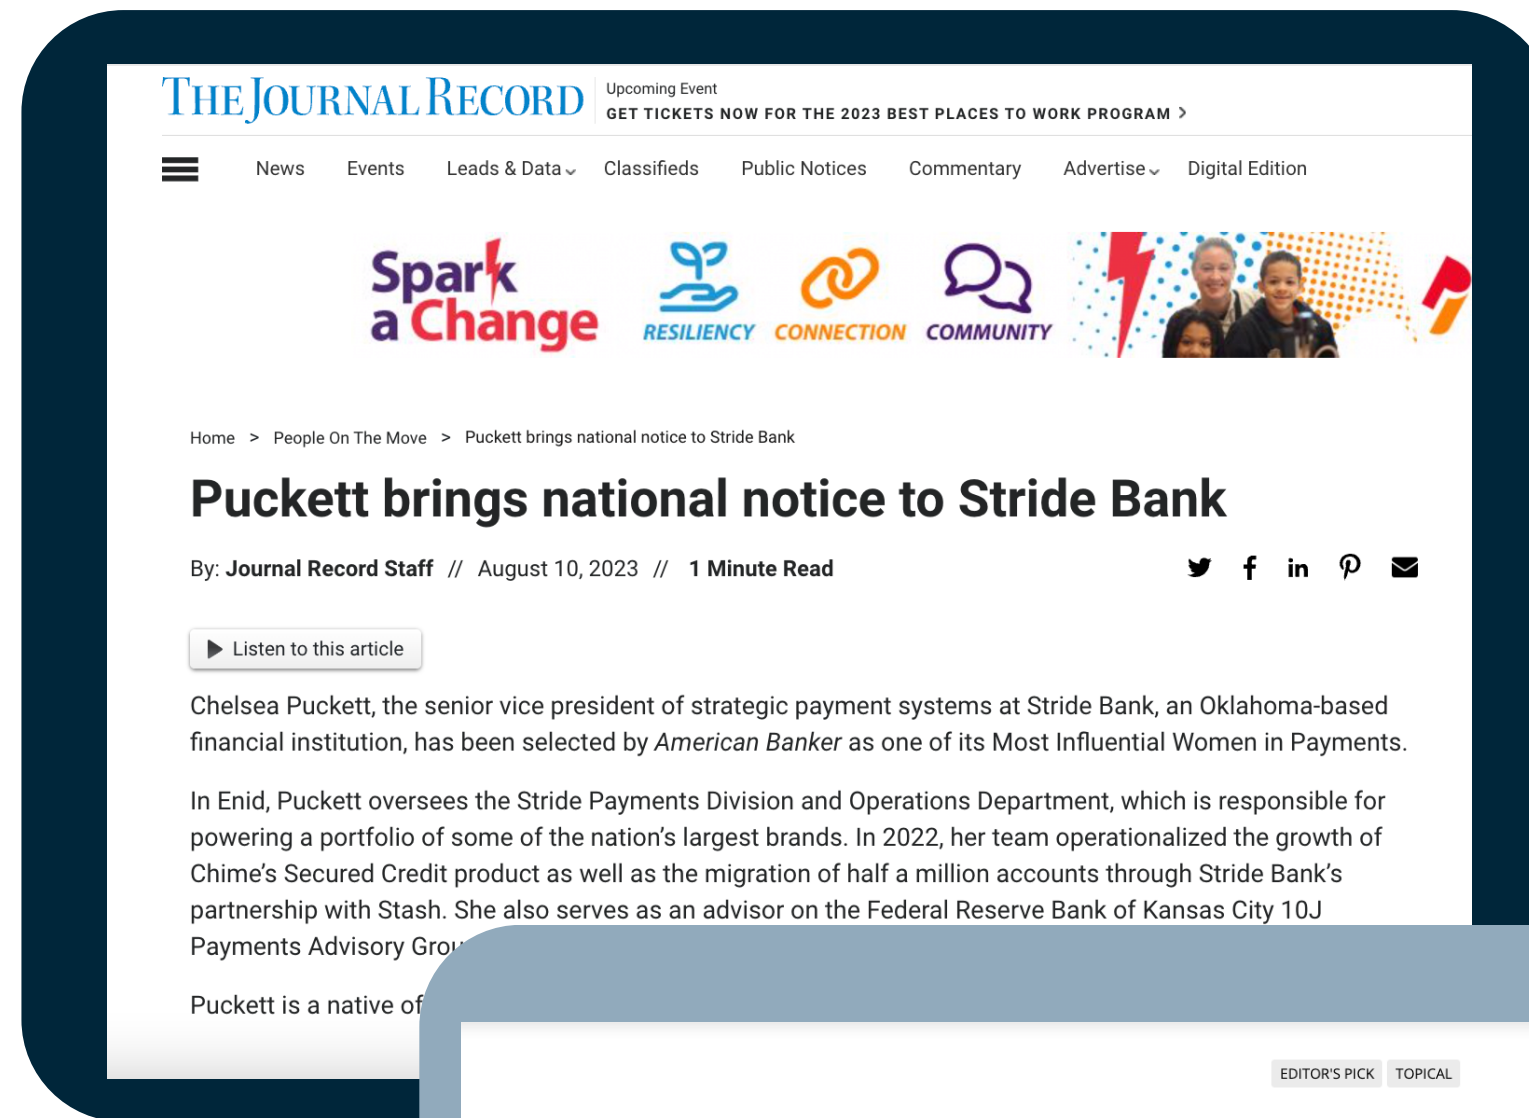 THE JOURNAL RECORD
Upcoming Event
GET TICKETS NOW FOR THE 2023 BEST PLACES TO WORK PROGRAM >
News Events Leads & Data Classifieds Public Notices Commentary Advertise Digital Edition
Spark
a Change
RESILIENCY CONNECTION COMMUNITY
Home > People On The Move > Puckett brings national notice to Stride Bank
Puckett brings national notice to Stride Bank
By: Journal Record Staff // August 10, 2023 // 1 Minute Read
Listen to this article
Chelsea Puckett, the senior vice president of strategic payment systems at Stride Bank, an Oklahoma-based
financial institution, has been selected by American Banker as one of its Most Influential Women in Payments.
In Enid, Puckett oversees the Stride Payments Division and Operations Department, which is responsible for
powering a portfolio of some of the nation’s largest brands. In 2022, her team operationalized the growth of
Chime’s Secured Credit product as well as the migration of half a million accounts through Stride Bank’s
partnership with Stash. She also serves as an advisor on the Federal Reserve Bank of Kansas City 10J
Payments Advisory
Puckett is a native of
EDITOR'S PICK TOPICAL